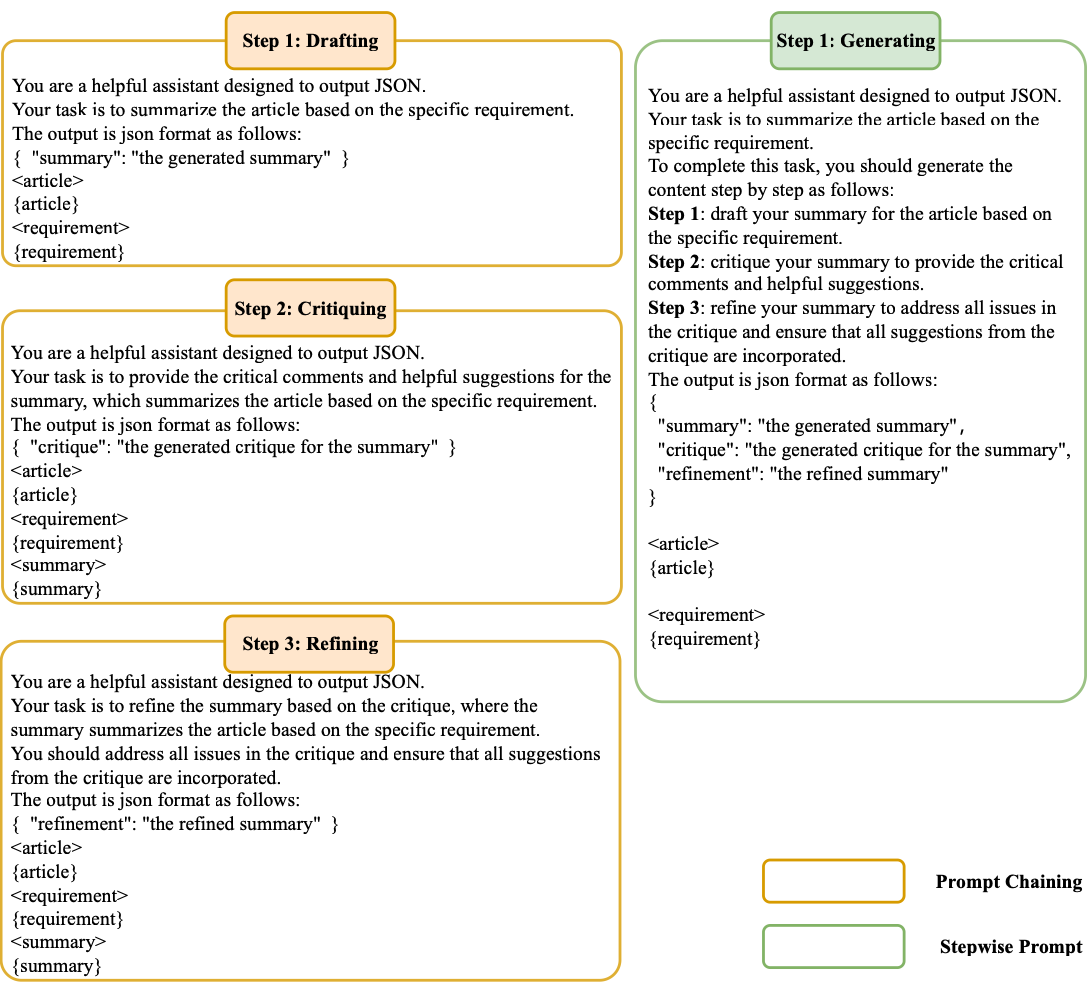 Step 1: Drafting
You are a helpful assistant designed to output JSON.
Your task is to summarize the article based on the specific requirement.
The output is json format as follows:
{ "summary": "the generated summary" }
<article>
{article}
<requirement>
{requirement}
Step 2: Critiquing
You are a helpful assistant designed to output JSON.
Your task is to provide the critical comments and helpful suggestions for the
summary, which summarizes the article based on the specific requirement.
The output is json format as follows:
{ "critique": "the generated critique for the summary" }
<article>
{article}
<requirement>
{requirement}
<summary>
{summary}
Step 3: Refining
You are a helpful assistant designed to output JSON.
Your task is to refine the summary based on the critique, where the
summary summarizes the article based on the specific requirement.
You should address all issues in the critique and ensure that all suggestions
from the critique are incorporated.
The output is json format as follows:
{ "refinement": "the refined summary" }
<article>
{article}
<requirement>
{requirement}
<summary>
{summary}
Step 1: Generating
You are a helpful assistant designed to output JSON.
Your task is to summarize the article based on the
specific requirement.
To complete this task, you should generate the
content step by step as follows:
Step 1: draft your summary for the article based on
the specific requirement.
Step 2: critique your summary to provide the critical
comments and helpful suggestions.
Step 3: refine your summary to address all issues in
the critique and ensure that all suggestions from the
critique are incorporated.
The output is json format as follows:
{
"summary": "the generated summary",
"critique": "the generated critique for the summary",
"refinement": "the refined summary"
}
<article>
{article}
<requirement>
{requirement}
Prompt Chaining
Stepwise Prompt